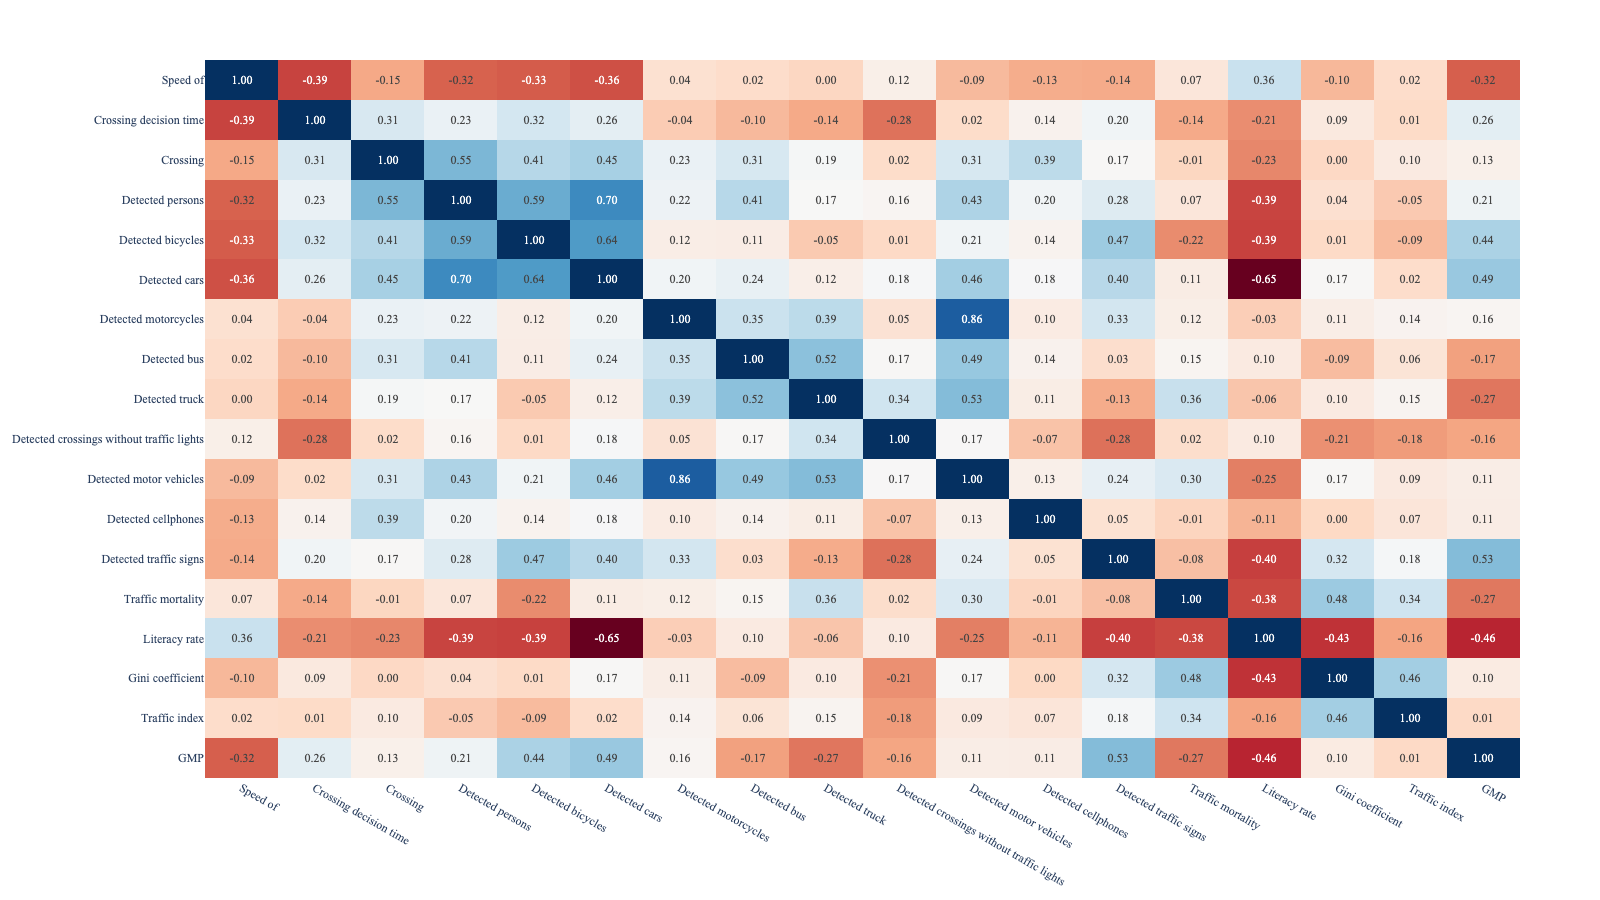 Speed of 1.00 -0.39 -0.15 -0.32 -0.33 -0.36 0.04 0.02 0.00 0.12 -0.09 -0.13 -0.14 0.07 0.36 -0.10 0.02 -0.32
Crossing decision time -0.39 1.00 0.31 0.23 0.32 0.26 -0.04 -0.10 -0.14 -0.28 0.02 0.14 0.20 -0.14 -0.21 0.09 0.01 0.26
Crossing -0.15 0.31 1.00 0.55 0.41 0.45 0.23 0.31 0.19 0.02 0.31 0.39 0.17 -0.01 -0.23 0.00 0.10 0.13
Detected persons -0.32 0.23 0.55 1.00 0.59 0.70 0.22 0.41 0.17 0.16 0.43 0.20 0.28 0.07 -0.39 0.04 -0.05 0.21
Detected bicycles -0.33 0.32 0.41 0.59 1.00 0.64 0.12 0.11 -0.05 0.01 0.21 0.14 0.47 -0.22 -0.39 0.01 -0.09 0.44
Detected cars -0.36 0.26 0.45 0.70 0.64 1.00 0.20 0.24 0.12 0.18 0.46 0.18 0.40 0.11 -0.65 0.17 0.02 0.49
Detected motorcycles 0.04 -0.04 0.23 0.22 0.12 0.20 1.00 0.35 0.39 0.05 0.86 0.10 0.33 0.12 -0.03 0.11 0.14 0.16
Detected bus 0.02 -0.10 0.31 0.41 0.11 0.24 0.35 1.00 0.52 0.17 0.49 0.14 0.03 0.15 0.10 -0.09 0.06 -0.17
Detected truck 0.00 -0.14 0.19 0.17 -0.05 0.12 0.39 0.52 1.00 0.34 0.53 0.11 -0.13 0.36 -0.06 0.10 0.15 -0.27
Detected crossings without traffic lights 0.12 -0.28 0.02 0.16 0.01 0.18 0.05 0.17 0.34 1.00 0.17 -0.07 -0.28 0.02 0.10 -0.21 -0.18 -0.16
Detected motor vehicles -0.09 0.02 0.31 0.43 0.21 0.46 0.86 0.49 0.53 0.17 1.00 0.13 0.24 0.30 -0.25 0.17 0.09 0.11
Detected cellphones -0.13 0.14 0.39 0.20 0.14 0.18 0.10 0.14 0.11 -0.07 0.13 1.00 0.05 -0.01 -0.11 0.00 0.07 0.11
Detected traffic signs -0.14 0.20 0.17 0.28 0.47 0.40 0.33 0.03 -0.13 -0.28 0.24 0.05 1.00 -0.08 -0.40 0.32 0.18 0.53
Traffic mortality 0.07 -0.14 -0.01 0.07 -0.22 0.11 0.12 0.15 0.36 0.02 0.30 -0.01 -0.08 1.00 -0.38 0.48 0.34 -0.27
Literacy rate 0.36 -0.21 -0.23 -0.39 -0.39 -0.65 -0.03 0.10 -0.06 0.10 -0.25 -0.11 -0.40 -0.38 1.00 -0.43 -0.16 -0.46
Gini coefficient -0.10 0.09 0.00 0.04 0.01 0.17 0.11 -0.09 0.10 -0.21 0.17 0.00 0.32 0.48 -0.43 1.00 0.46 0.10
Traffic index 0.02 0.01 0.10 -0.05 -0.09 0.02 0.14 0.06 0.15 -0.18 0.09 0.07 0.18 0.34 -0.16 0.46 1.00 0.01
GMP -0.32 0.26 0.13 0.21 0.44 0.49 0.16 -0.17 -0.27 -0.16 0.11 0.11 0.53 -0.27 -0.46 0.10 0.01 1.00
Speed of
Crossing decision time
Crossing
Detected persons
Detected bicycles
Detected cars
Detected motorcycles
Detected bus
Detected truck
Detected crossings without traffic lights
Detected motor vehicles
Detected cellphones
Detected traffic signs
Traffic mortality
Literacy rate
Gini coefficient
Traffic index
GMP